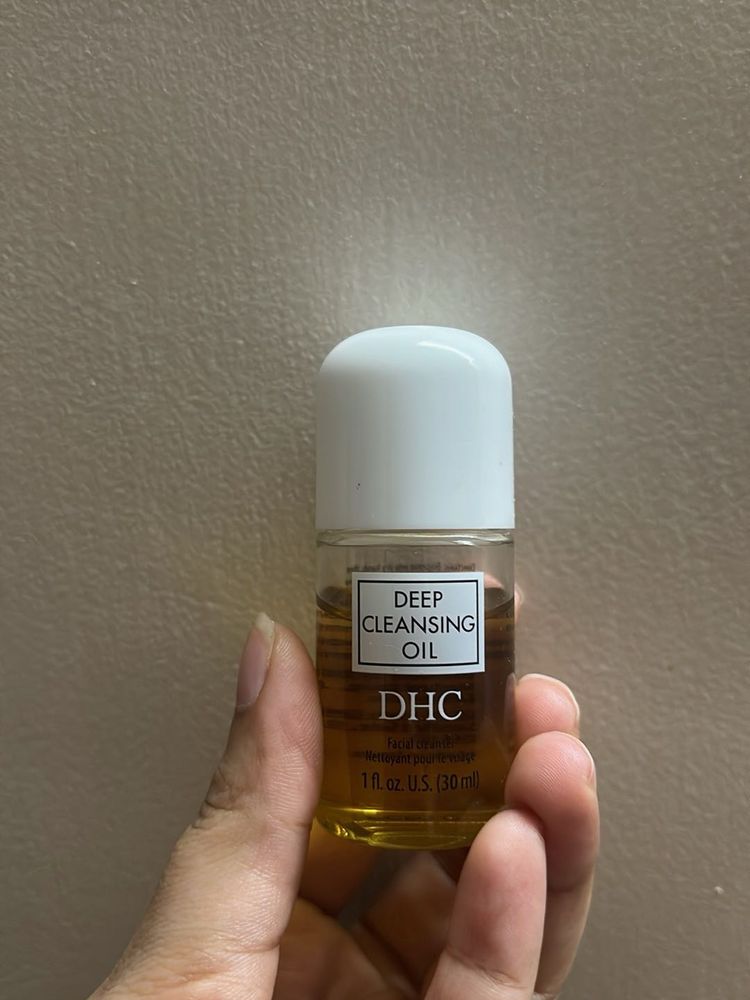 DEEP
CLEANSING
OIL
DHC
Facial cleanser
Nettoyant pour le visage
1 fl. oz. U.S. (30 ml)